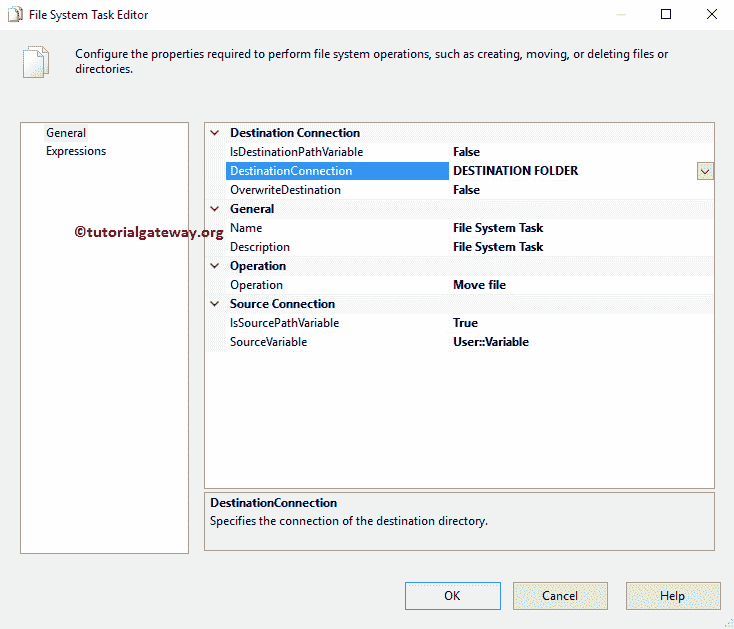 File System Task Editor
Configure the properties required to perform file system operations, such as creating, moving, or deleting files or
directories.
General
Expressions
©tutorialgateway.org
Destination Connection
IsDestinationPathVariable False
DestinationConnection DESTINATION FOLDER
OverwriteDestination False
General
Name File System Task
Description File System Task
Operation
Operation Move file
Source Connection
IsSourcePathVariable True
SourceVariable User::Variable
DestinationConnection
Specifies the connection of the destination directory.
OK Cancel Help